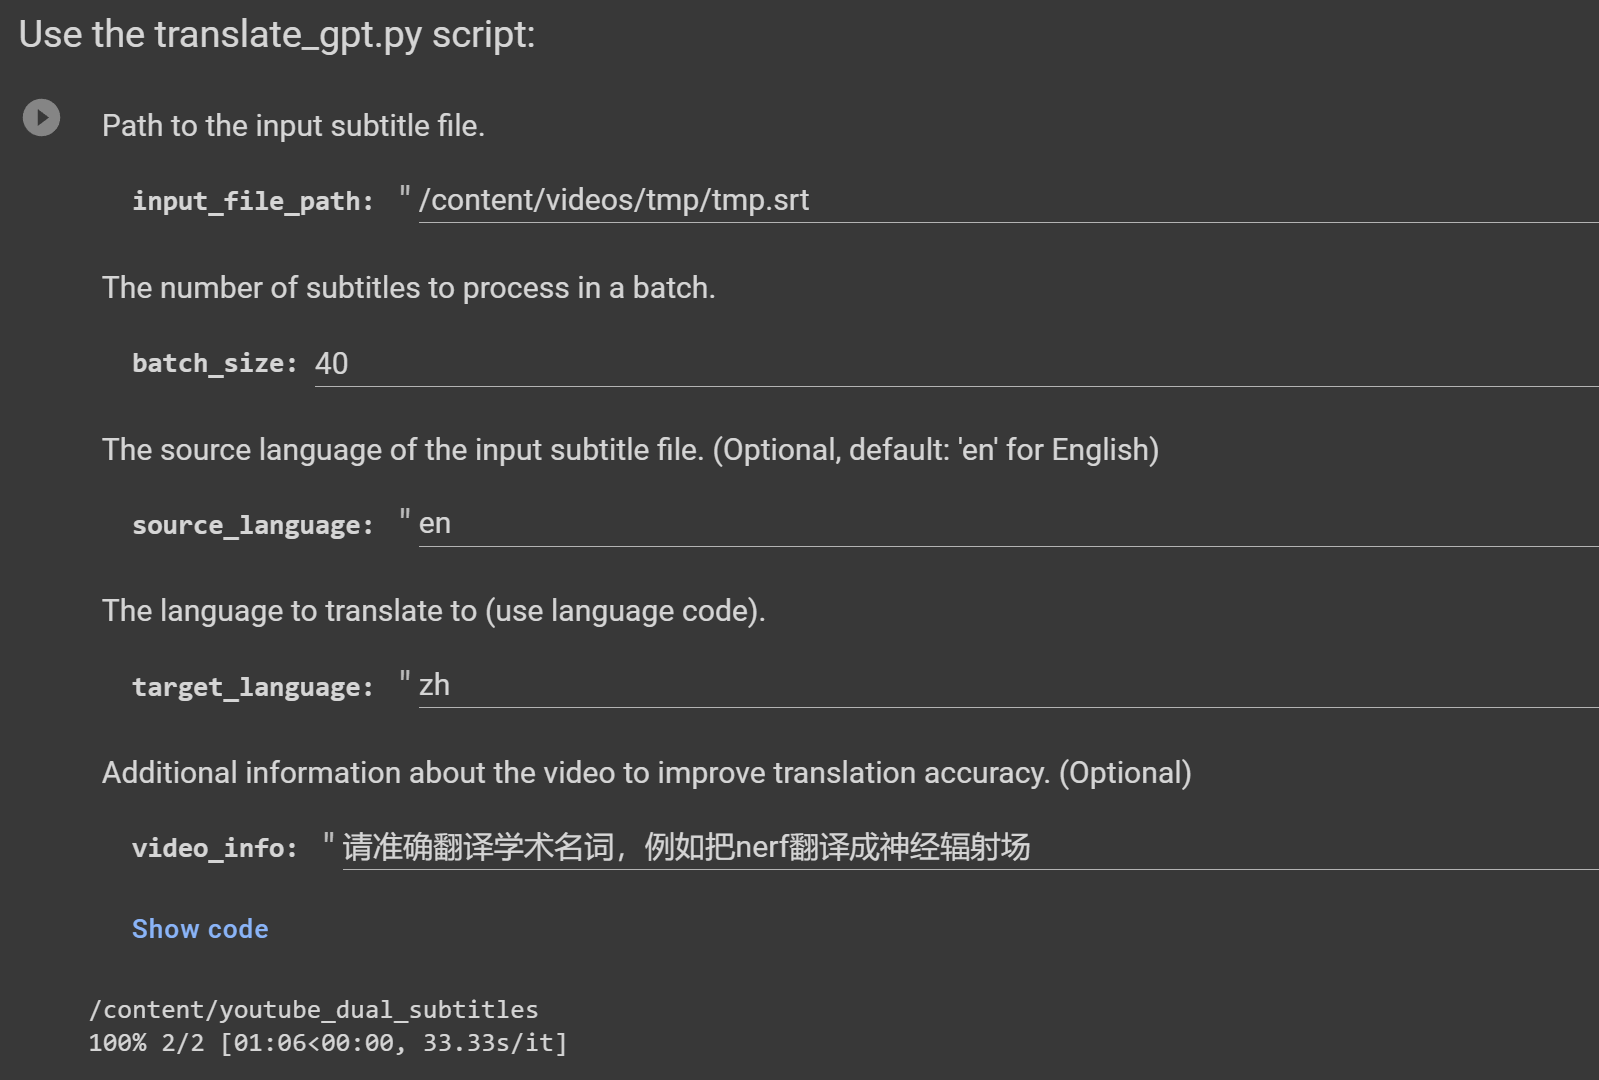 Use the translate_gpt.py script:
Path to the input subtitle file.
input_file_path: "/content/videos/tmp/tmp.srt
The number of subtitles to process in a batch.
batch_size: 40
The source language of the input subtitle file. (Optional, default: 'en' for English)
source_language: "en
The language to translate to (use language code).
target_language: "zh
Additional information about the video to improve translation accuracy. (Optional)
video_info: "请准确翻译学术名词，例如把nerf翻译成神经辐射场
Show code
/content/youtube_dual_subtitles
100% 2/2 [01:06<00:00, 33.33s/it]